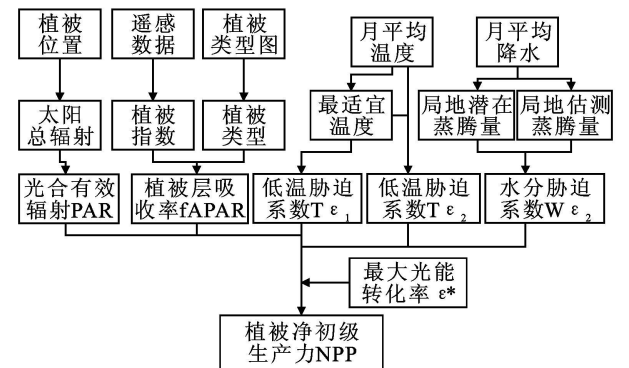 植被
位置
遥感
数据
植被
类型图
月平均
温度
月平均
降水
太阳
总辐射
植被
指数
植被
类型
最适宜
温度
局地潜在
蒸腾量
局地估测
蒸腾量
光合有效
辐射PAR
植被层吸
收率fAPAR
低温胁迫
系数Tε₁
低温胁迫
系数Tε₂
水分胁迫
系数Wε₂
最大光能
转化率 ε*
植被净初级
生产力NPP